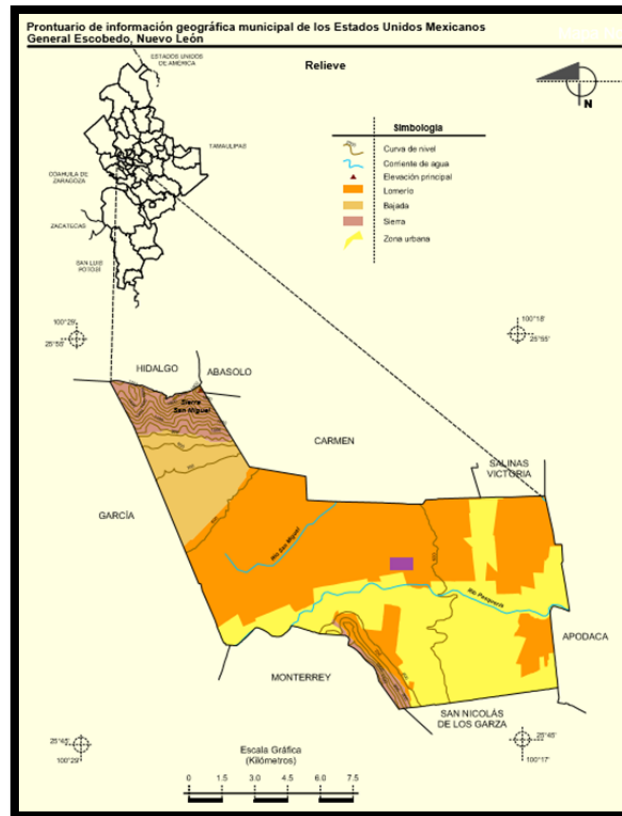 Prontuario de información geográfica municipal de los Estados Unidos Mexicanos
General Escobedo, Nuevo León
Relieve
ESTADOS UNIDOS
DE AMÉRICA
TAMAULIPAS
COAHUILA DE
ZARAGOZA
ZACATECAS
SAN LUIS
POTOSÍ
N
Simbología
Curva de nivel
Corriente de agua
Elevación principal
Lomerío
Bajada
Sierra
Zona urbana
100°29'
25°55'
100°18'
25°55'
HIDALGO
ABASOLO
Sierra
San Miguel
CARMEN
SALINAS
VICTORIA
GARCÍA
Río San Miguel
Río Pesquería
APODACA
MONTERREY
SAN NICOLÁS
DE LOS GARZA
25°45'
100°29'
25°45'
100°17'
Escala Gráfica
(Kilómetros)
0 1.5 3.0 4.5 6.0 7.5